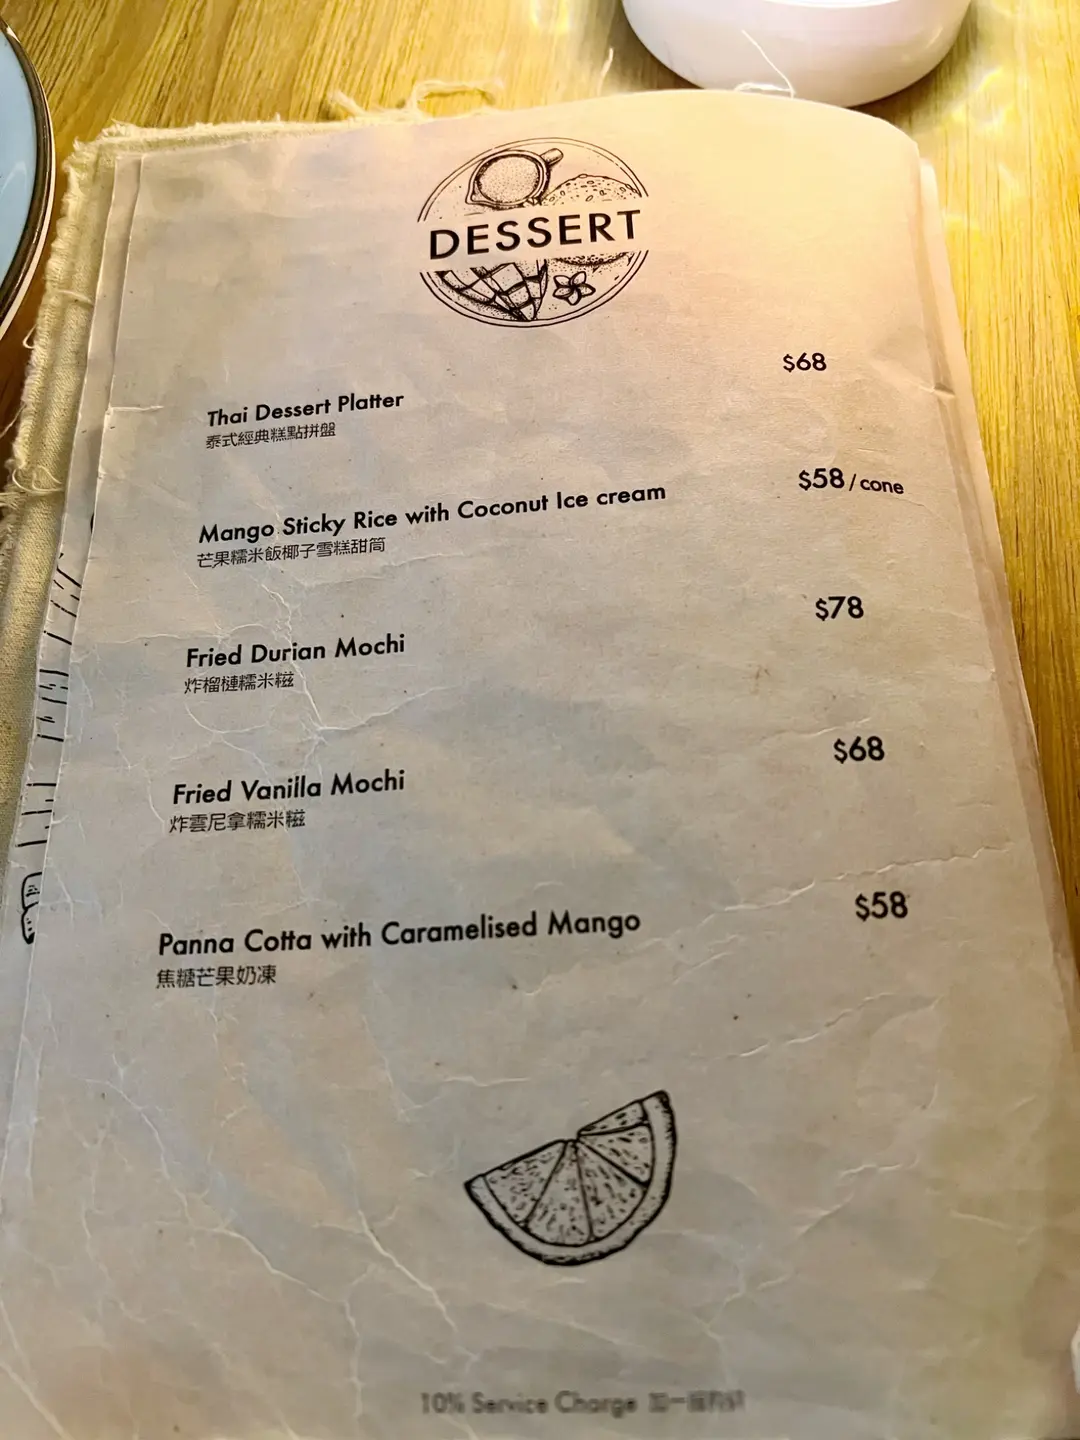 DESSERT
Thai Dessert Platter $68
泰式經典糕點拼盤
Mango Sticky Rice with Coconut Ice cream $58/cone
芒果糯米飯椰子雪糕甜筒
Fried Durian Mochi $78
炸榴槤糯米糍
Fried Vanilla Mochi $68
炸雲尼拿糯米糍
Panna Cotta with Caramelised Mango $58
焦糖芒果奶凍
10% Service Charge